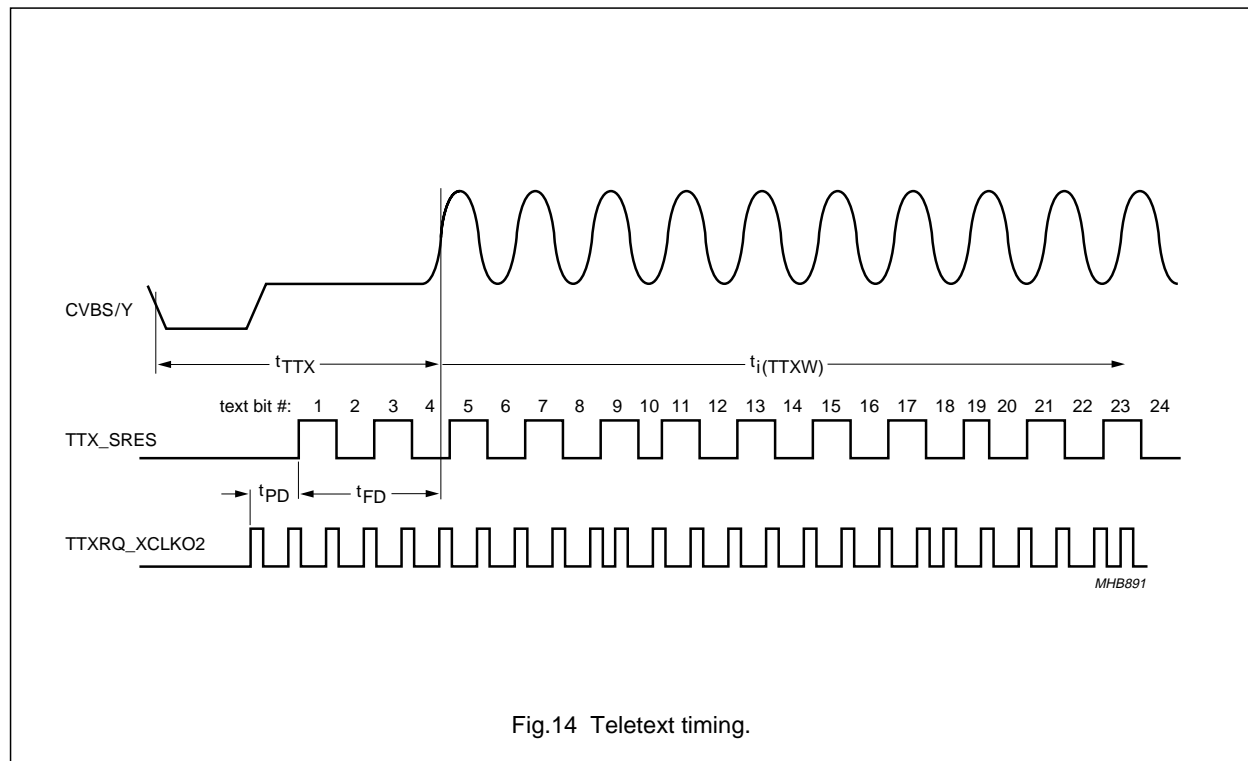 CVBS/Y
tTTX
ti(TTXW)
text bit #: 1 2 3 4 5 6 7 8 9 10 11 12 13 14 15 16 17 18 19 20 21 22 23 24
TTX_SRES
tPD
tFD
TTXRQ_XCLKO2
MHB891
Fig.14 Teletext timing.